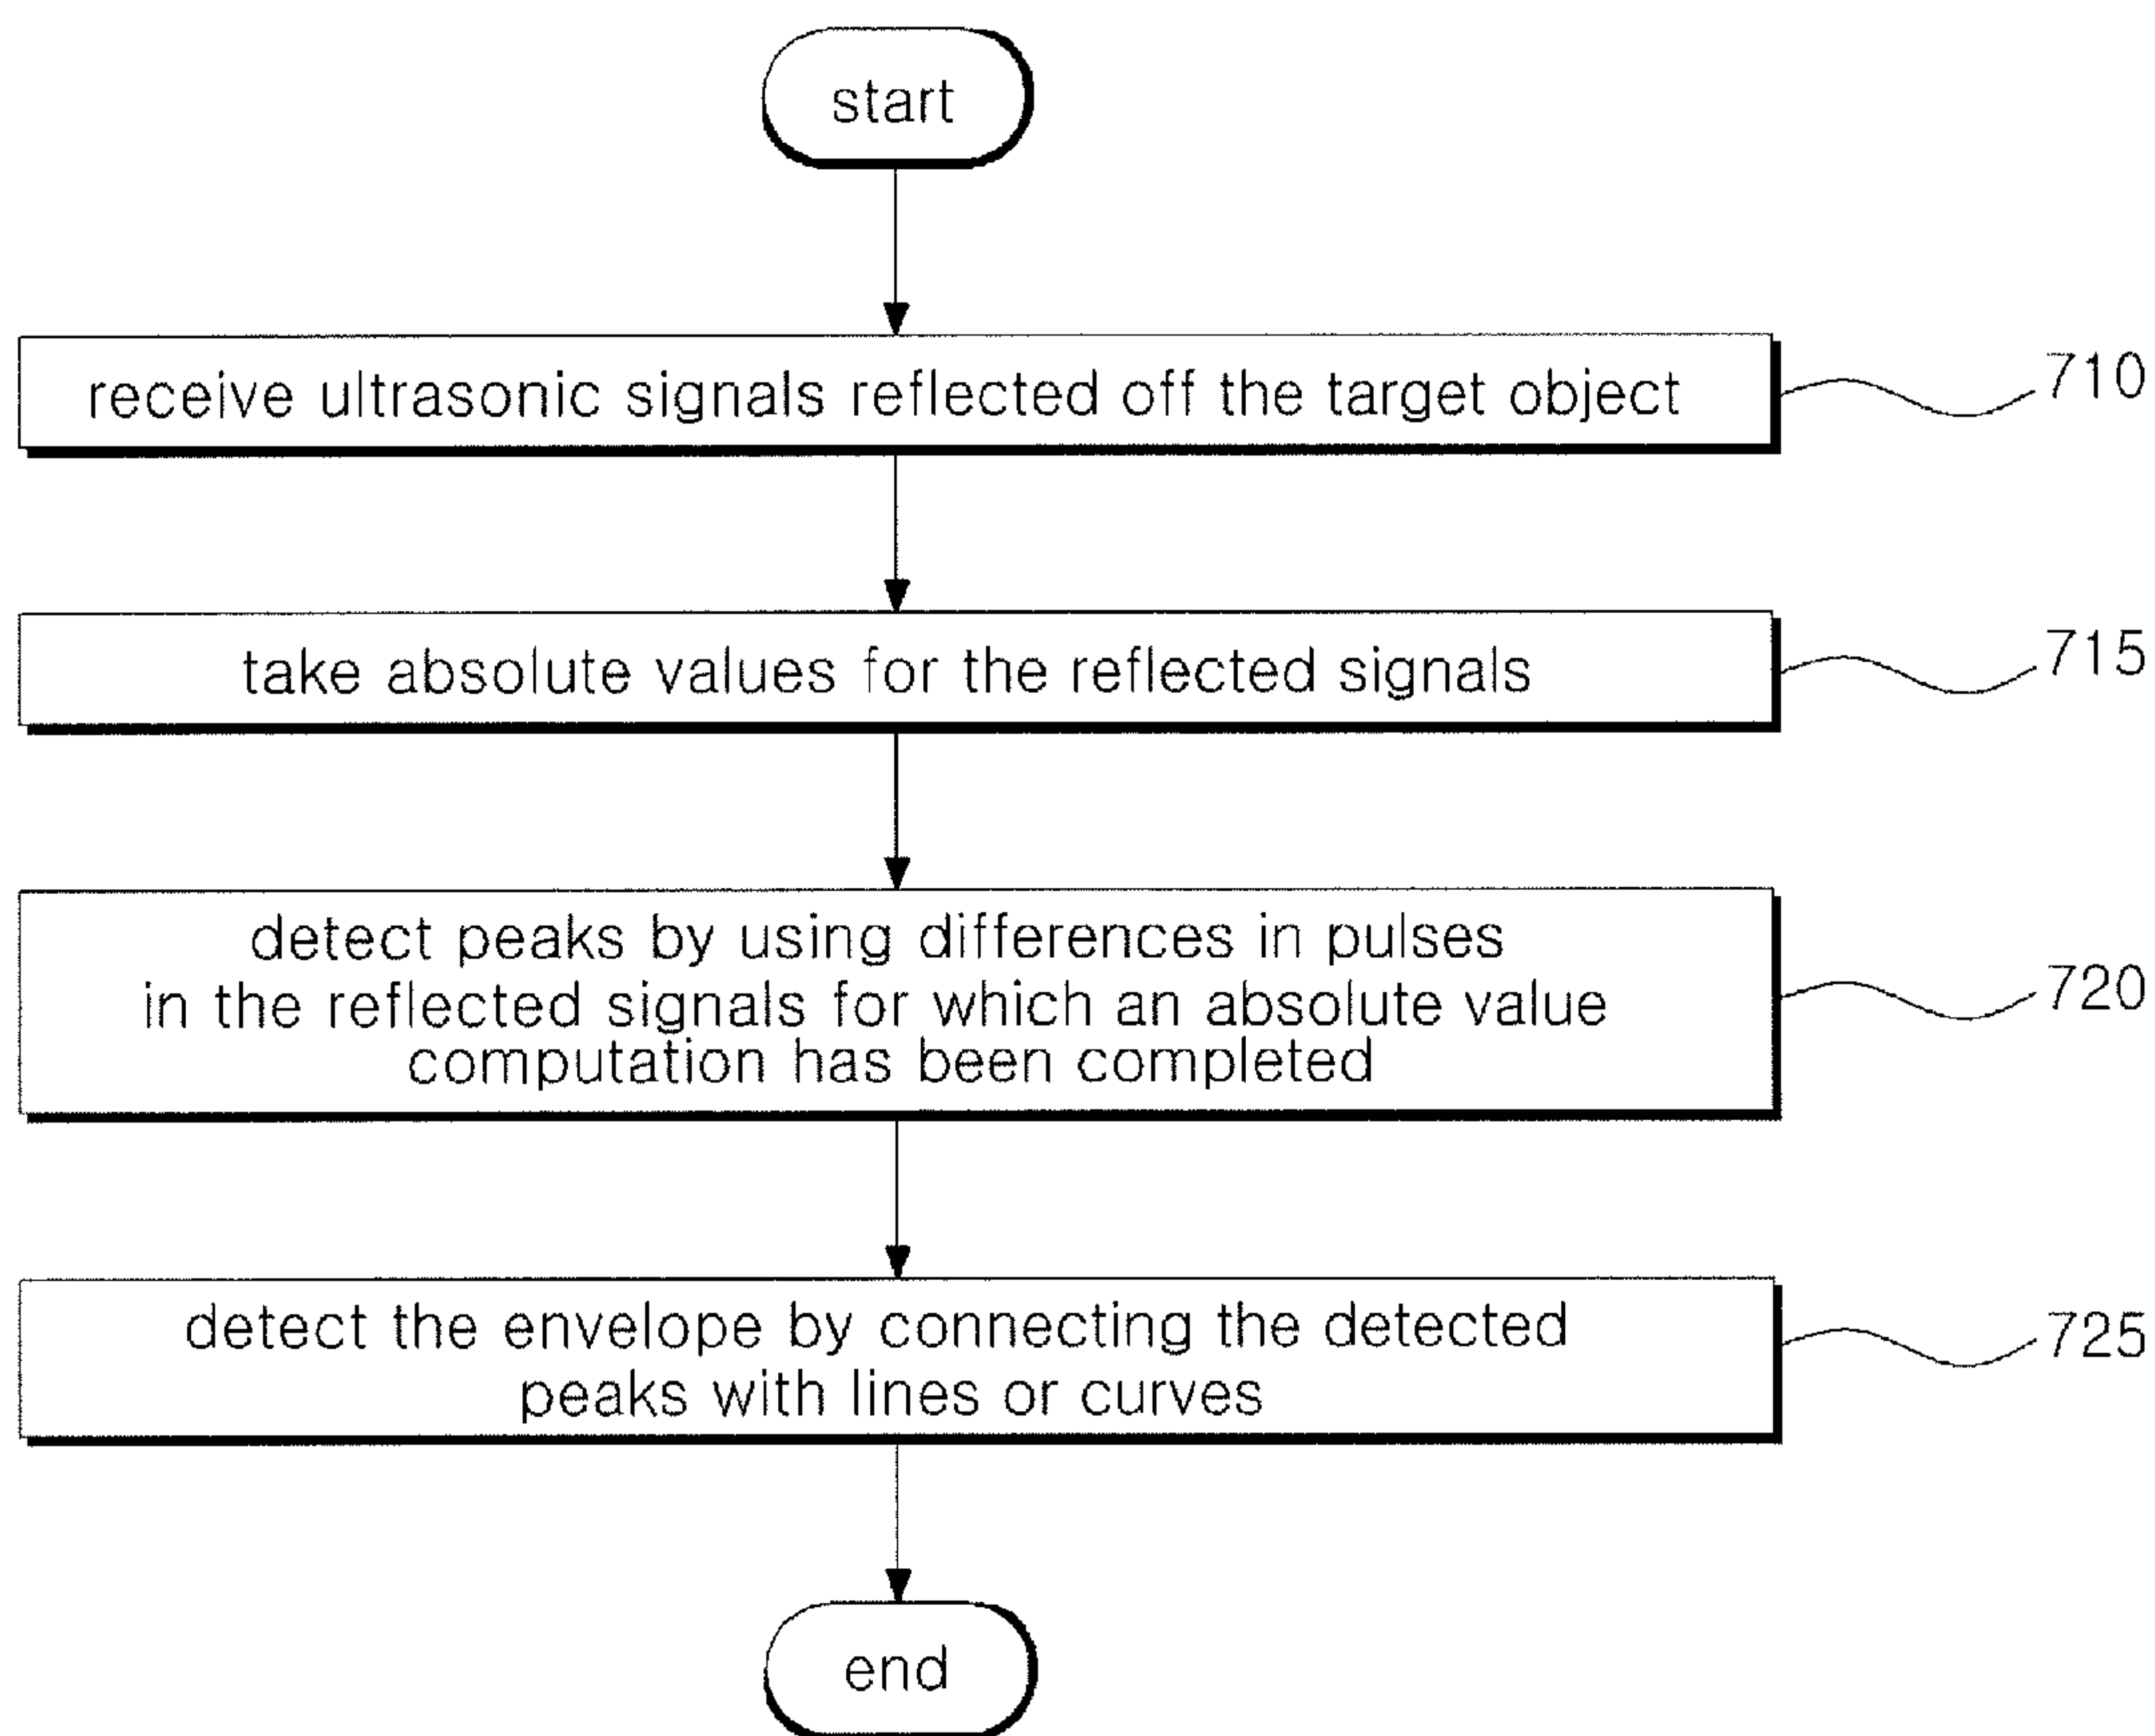 start
receive ultrasonic signals reflected off the target object
710
take absolute values for the reflected signals
715
detect peaks by using differences in pulses
in the reflected signals for which an absolute value
computation has been completed
720
detect the envelope by connecting the detected
peaks with lines or curves
725
end